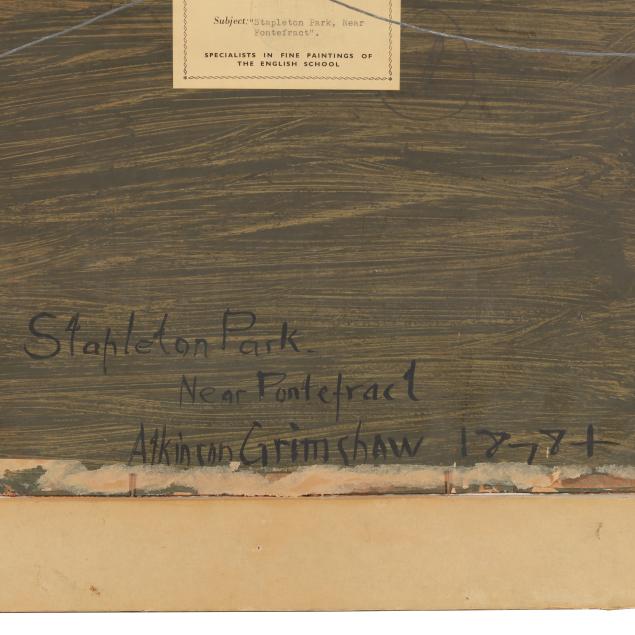 Subject: "Stapleton Park, Near
Pontefract".
SPECIALISTS IN FINE PAINTINGS OF
THE ENGLISH SCHOOL
Stapleton Park.
Near Pontefract
Atkinson Grimshaw 1878+